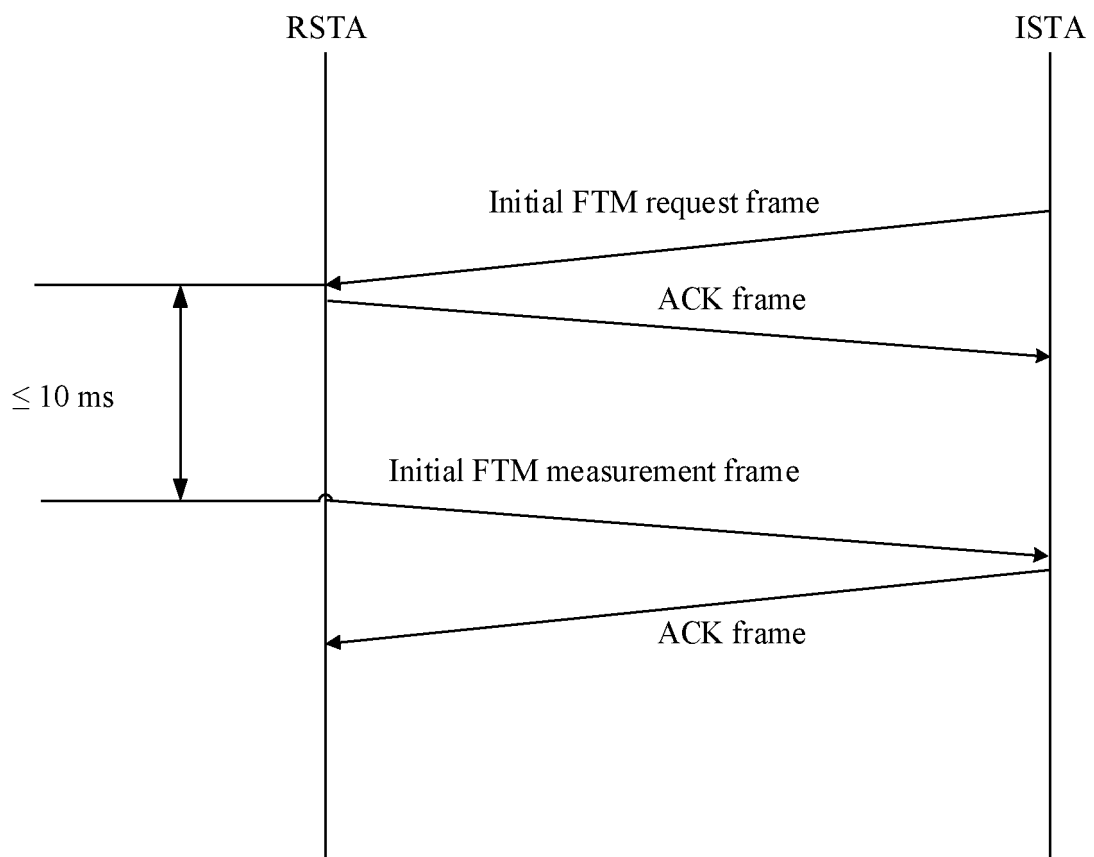 RSTA
ISTA
Initial FTM request frame
ACK frame
≤ 10 ms
Initial FTM measurement frame
ACK frame